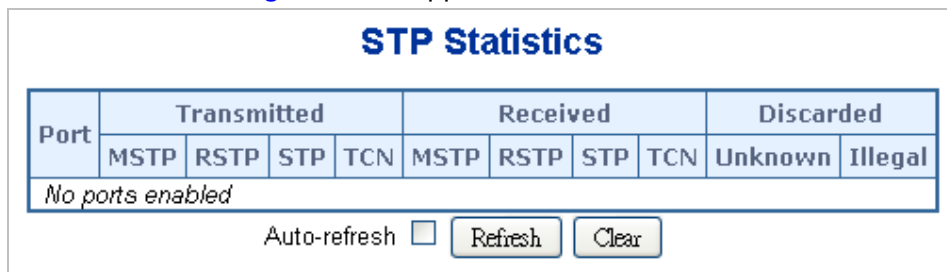 STP Statistics
Port Transmitted Received Discarded
MSTP RSTP STP TCN MSTP RSTP STP TCN Unknown Illegal
No ports enabled
Auto-refresh Refresh Clear